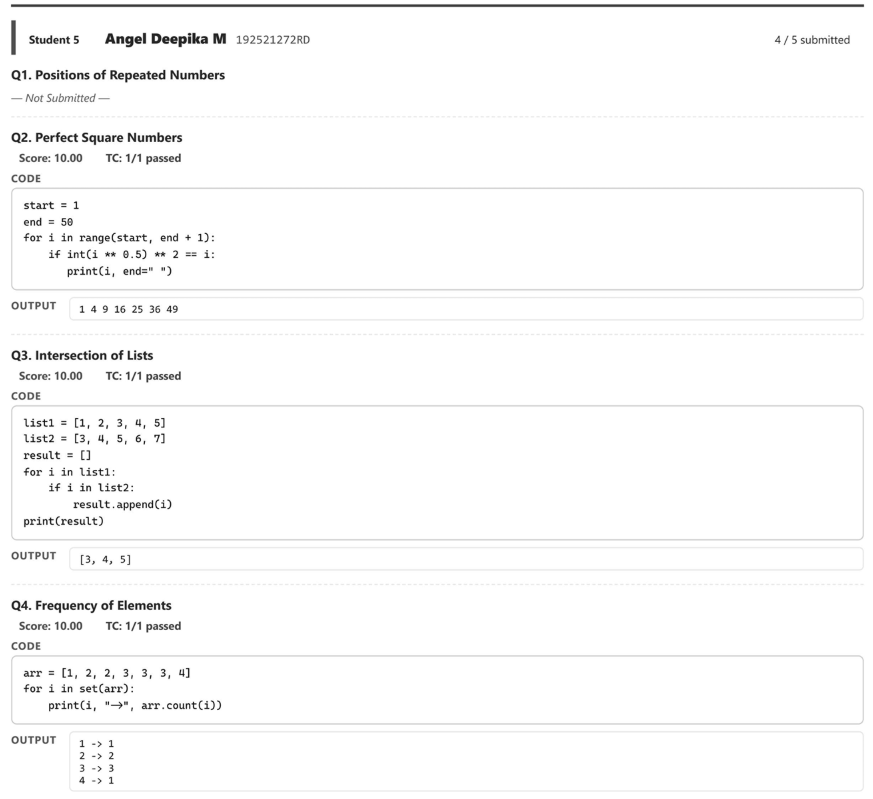 Student 5 Angel Deepika M 192521272RD 4 / 5 submitted
Q1. Positions of Repeated Numbers
— Not Submitted —
Q2. Perfect Square Numbers
Score: 10.00 TC: 1/1 passed
CODE
start = 1
end = 50
for i in range(start, end + 1):
    if int(i ** 0.5) ** 2 == i:
       print(i, end=" ")
OUTPUT 1 4 9 16 25 36 49
Q3. Intersection of Lists
Score: 10.00 TC: 1/1 passed
CODE
list1 = [1, 2, 3, 4, 5]
list2 = [3, 4, 5, 6, 7]
result = []
for i in list1:
    if i in list2:
        result.append(i)
print(result)
OUTPUT [3, 4, 5]
Q4. Frequency of Elements
Score: 10.00 TC: 1/1 passed
CODE
arr = [1, 2, 2, 3, 3, 3, 4]
for i in set(arr):
    print(i, "->", arr.count(i))
OUTPUT 1 -> 1
2 -> 2
3 -> 3
4 -> 1